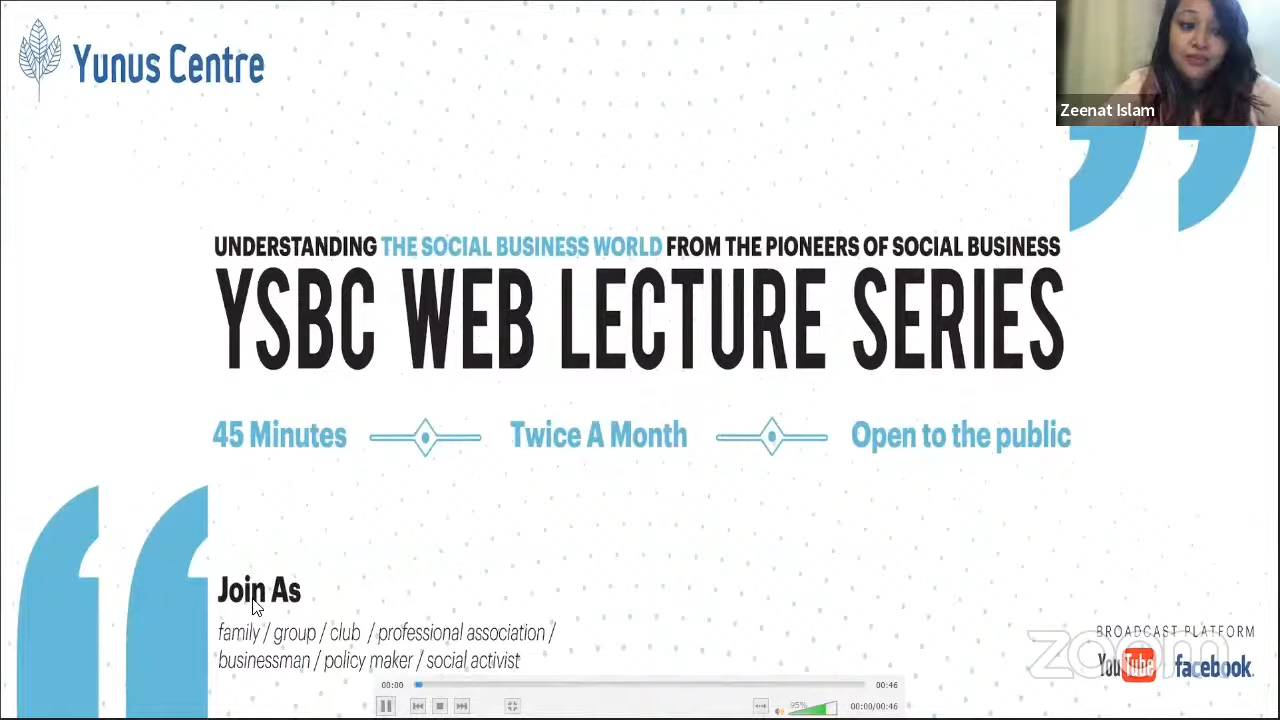 Yunus Centre
Zeenat Islam
UNDERSTANDING THE SOCIAL BUSINESS WORLD FROM THE PIONEERS OF SOCIAL BUSINESS
YSBC WEB LECTURE SERIES
45 Minutes Twice A Month Open to the public
Join As
family / group / club / professional association /
businessman / policy maker / social activist
BROADCAST PLATFORM
zoom
YouTube facebook.
00:00 00:46
95%
00:00/00:46